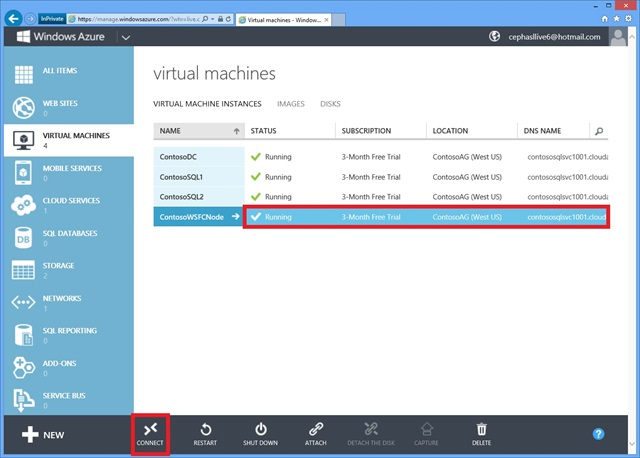 InPrivate https://manage.windowsazure.com/?whr=live.c Virtual machines - Windows...
Windows Azure cephasllive6@hotmail.com
ALL ITEMS
WEB SITES
0
VIRTUAL MACHINES
4
MOBILE SERVICES
0
CLOUD SERVICES
1
SQL DATABASES
0
STORAGE
2
NETWORKS
1
SQL REPORTING
0
ADD-ONS
0
SERVICE BUS
0
virtual machines
VIRTUAL MACHINE INSTANCES IMAGES DISKS
NAME STATUS SUBSCRIPTION LOCATION DNS NAME
ContosoDC Running 3-Month Free Trial ContosoAG (West US) contososqlsvc1001.clouda
ContosoSQL1 Running 3-Month Free Trial ContosoAG (West US) contososqlsvc1001.clouda
ContosoSQL2 Running 3-Month Free Trial ContosoAG (West US) contososqlsvc1001.clouda
ContosoWSFCNode Running 3-Month Free Trial ContosoAG (West US) contososqlsvc1001.cloud
NEW CONNECT RESTART SHUT DOWN ATTACH DETACH THE DISK CAPTURE DELETE ?